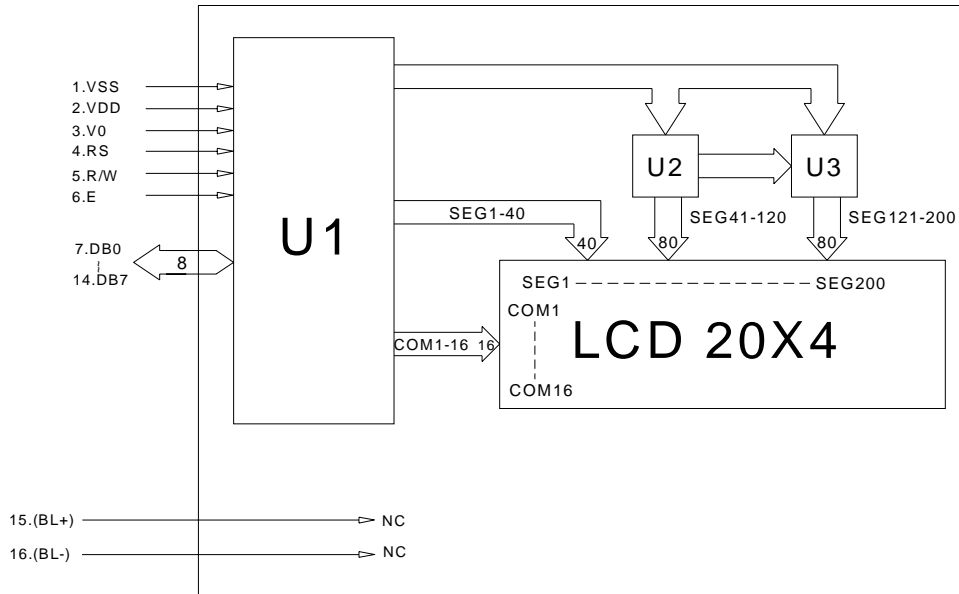 1.VSS
2.VDD
3.V0
4.RS
5.R/W
6.E
7.DB0
14.DB7
8
U1
U2
U3
SEG1-40
SEG41-120
SEG121-200
40
80
80
SEG1
SEG200
COM1
COM16
LCD 20X4
COM1-16 16
15.(BL+)
NC
16.(BL-)
NC